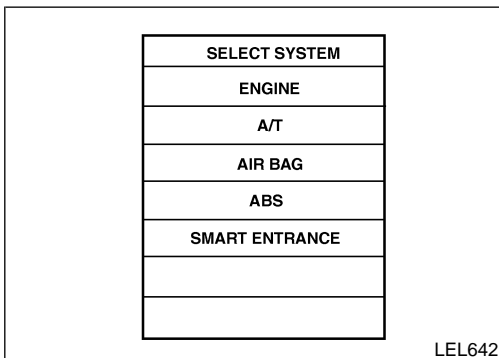 SELECT SYSTEM
ENGINE
A/T
AIR BAG
ABS
SMART ENTRANCE
LEL642